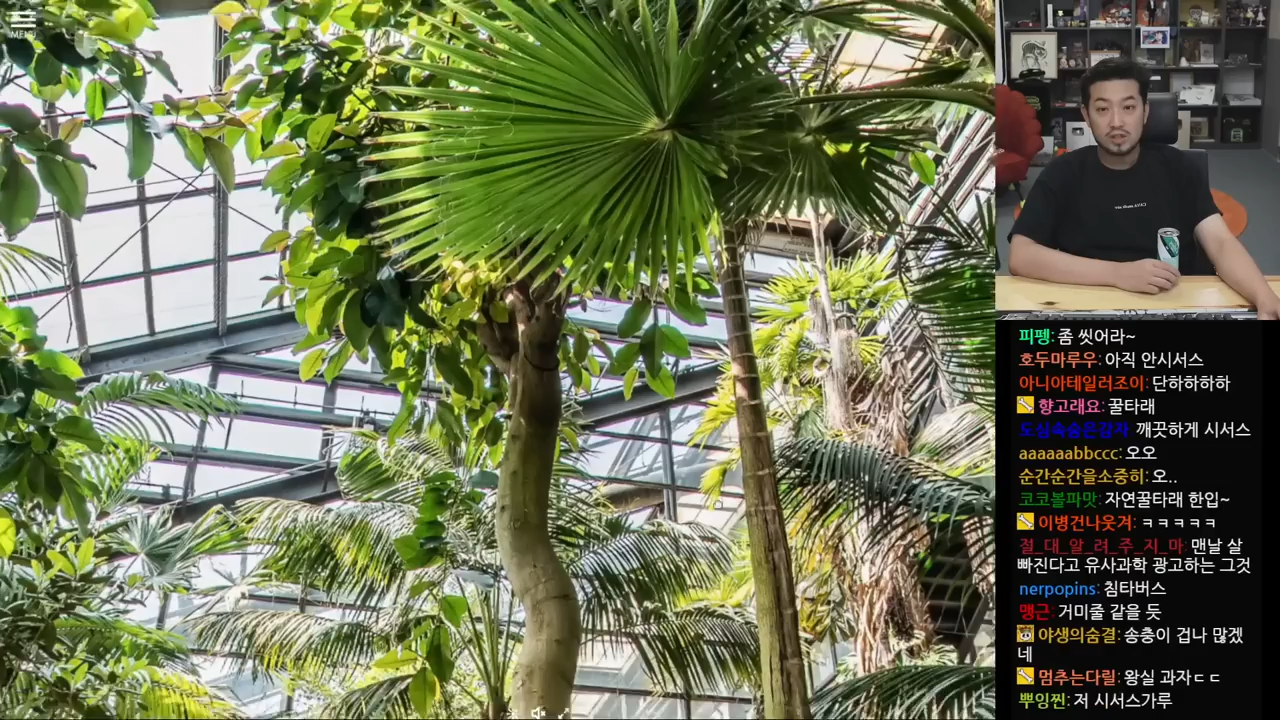 MENU
피펭: 좀 씻어라~
호두마루우: 아직 안시서스
아니아테일러조이: 단하하하하
향고래요: 꿀타래
도심속숨은감자: 깨끗하게 시서스
aaaaaabbccc: 오오
순간순간을소중히: 오..
코코볼파맛: 자연꿀타래 한입~
이병건나웃겨: ㅋㅋㅋㅋㅋ
절_대_알_려_주_지_마: 맨날 살
빠진다고 유사과학 광고하는 그것
nerpopins: 침타버스
맹근: 거미줄 같을 듯
야생의숨결: 송충이 겁나 많겠
네
멈추는다릴: 왕실 과자ㄷㄷ
뿌잉찐: 저 시서스가루